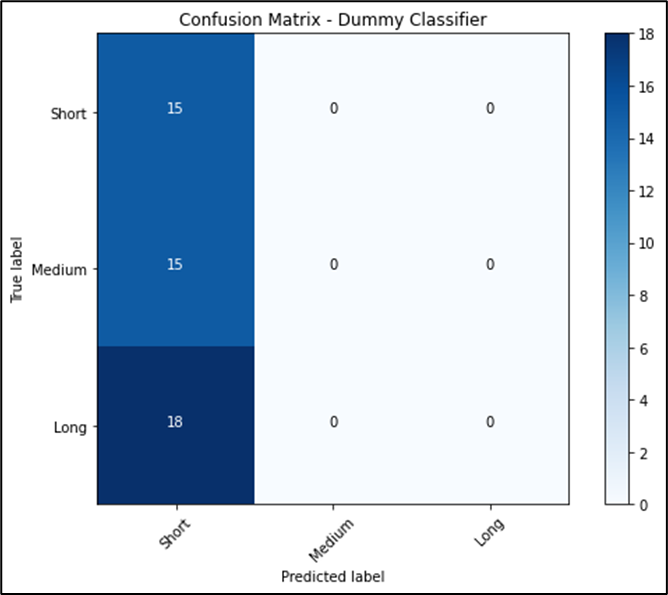 Confusion Matrix - Dummy Classifier
Short 15 0 0
Medium 15 0 0
Long 18 0 0
True label
Short Medium Long
Predicted label
18
16
14
12
10
8
6
4
2
0